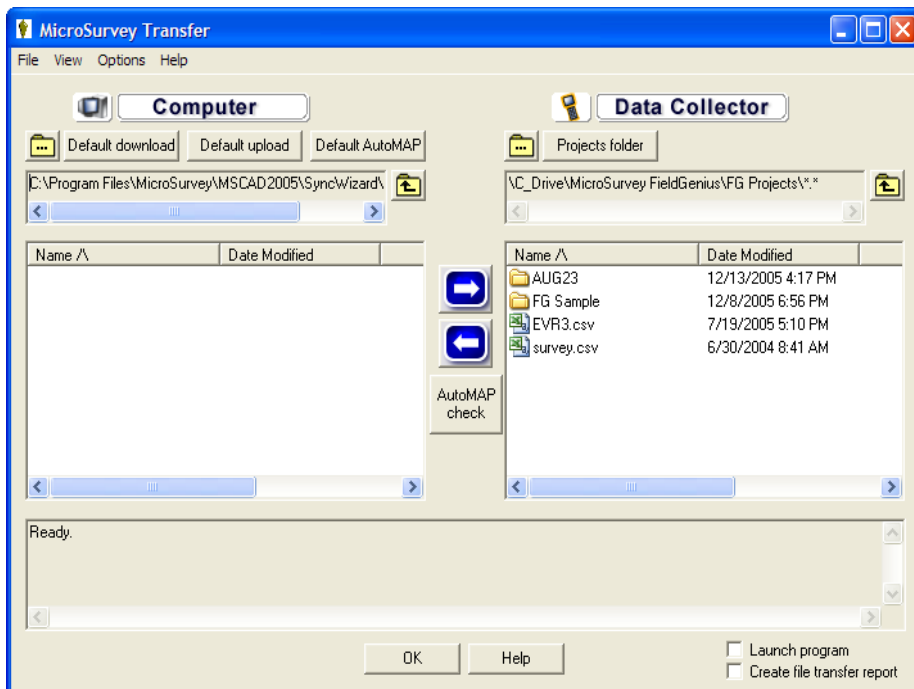 MicroSurvey Transfer
File View Options Help
Computer
Data Collector
... Default download Default upload Default AutoMAP
... Projects folder
C:\Program Files\MicroSurvey\MSCAD2005\SyncWizard\
\C_Drive\MicroSurvey FieldGenius\FG Projects\*.*
Name /\ Date Modified
Name /\ Date Modified
AUG23 12/13/2005 4:17 PM
FG Sample 12/8/2005 6:56 PM
EVR3.csv 7/19/2005 5:10 PM
survey.csv 6/30/2004 8:41 AM
AutoMAP
check
Ready.
OK Help
Launch program
Create file transfer report